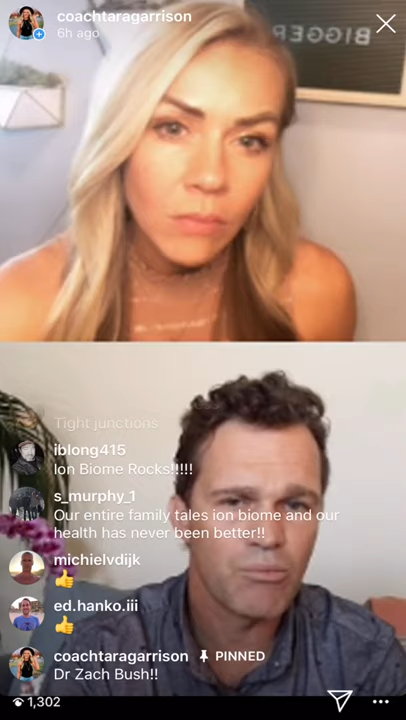 coachtaragarrison
6h ago
BIGGER
Tight junctions
iblong415
Ion Biome Rocks!!!!!
s_murphy_1
Our entire family tales ion biome and our
health has never been better!!
michielvdijk
👍
ed.hanko.iii
👍
coachtaragarrison 📌 PINNED
Dr Zach Bush!!
1,302